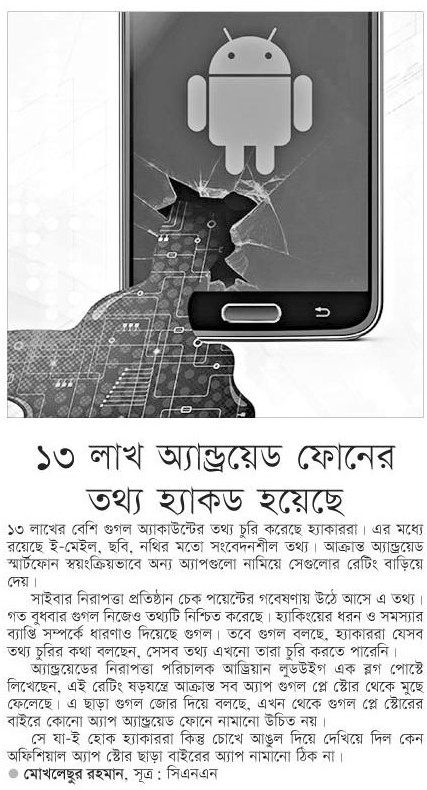 ১৩ লাখ অ্যান্ড্রয়েড ফোনের
তথ্য হ্যাকড হয়েছে
১৩ লাখের বেশি গুগল অ্যাকাউন্টের তথ্য চুরি করেছে হ্যাকাররা। এর মধ্যে
রয়েছে ই-মেইল, ছবি, নথির মতো সংবেদনশীল তথ্য। আক্রান্ত অ্যান্ড্রয়েড
স্মার্টফোন স্বয়ংক্রিয়ভাবে অন্য অ্যাপগুলো নামিয়ে সেগুলোর রেটিং বাড়িয়ে
দেয়।
সাইবার নিরাপত্তা প্রতিষ্ঠান চেক পয়েন্টের গবেষণায় উঠে আসে এ তথ্য।
গত বুধবার গুগল নিজেও তথ্যটি নিশ্চিত করেছে। হ্যাকিংয়ের ধরন ও সমস্যার
ব্যাপ্তি সম্পর্কে ধারণাও দিয়েছে গুগল। তবে গুগল বলছে, হ্যাকাররা যেসব
তথ্য চুরির কথা বলছেন, সেসব তথ্য এখনো তারা চুরি করতে পারেনি।
অ্যান্ড্রয়েডের নিরাপত্তা পরিচালক আড্রিয়ান লুডউইগ এক ব্লগ পোস্টে
লিখেছেন, এই রেটিং ষড়যন্ত্রে আক্রান্ত সব অ্যাপ গুগল প্লে স্টোর থেকে মুছে
ফেলেছে। এ ছাড়া গুগল জোর দিয়ে বলছে, এখন থেকে গুগল প্লে স্টোরের
বাইরে কোনো অ্যাপ অ্যান্ড্রয়েড ফোনে নামানো উচিত নয়।
সে যা-ই হোক হ্যাকাররা কিন্তু চোখে আঙুল দিয়ে দেখিয়ে দিল কেন
অফিশিয়াল অ্যাপ স্টোর ছাড়া বাইরের অ্যাপ নামানো ঠিক না।
মোখলেছুর রহমান, সূত্র : সিএনএন